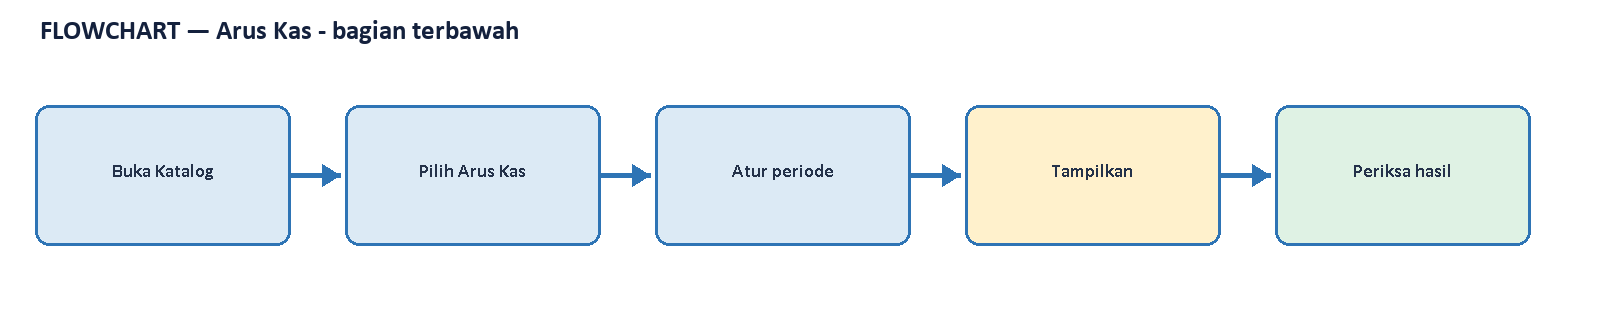 FLOWCHART — Arus Kas - bagian terbawah
Buka Katalog
Pilih Arus Kas
Atur periode
Tampilkan
Periksa hasil